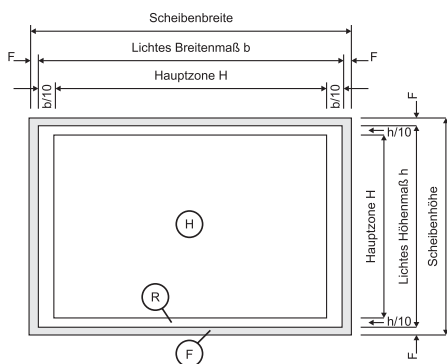 Scheibenbreite
F
Lichtes Breitenmaß b
F
Hauptzone H
b/10
b/10
F
h/10
H
Hauptzone H
Lichtes Höhenmaß h
Scheibenhöhe
R
h/10
F
F